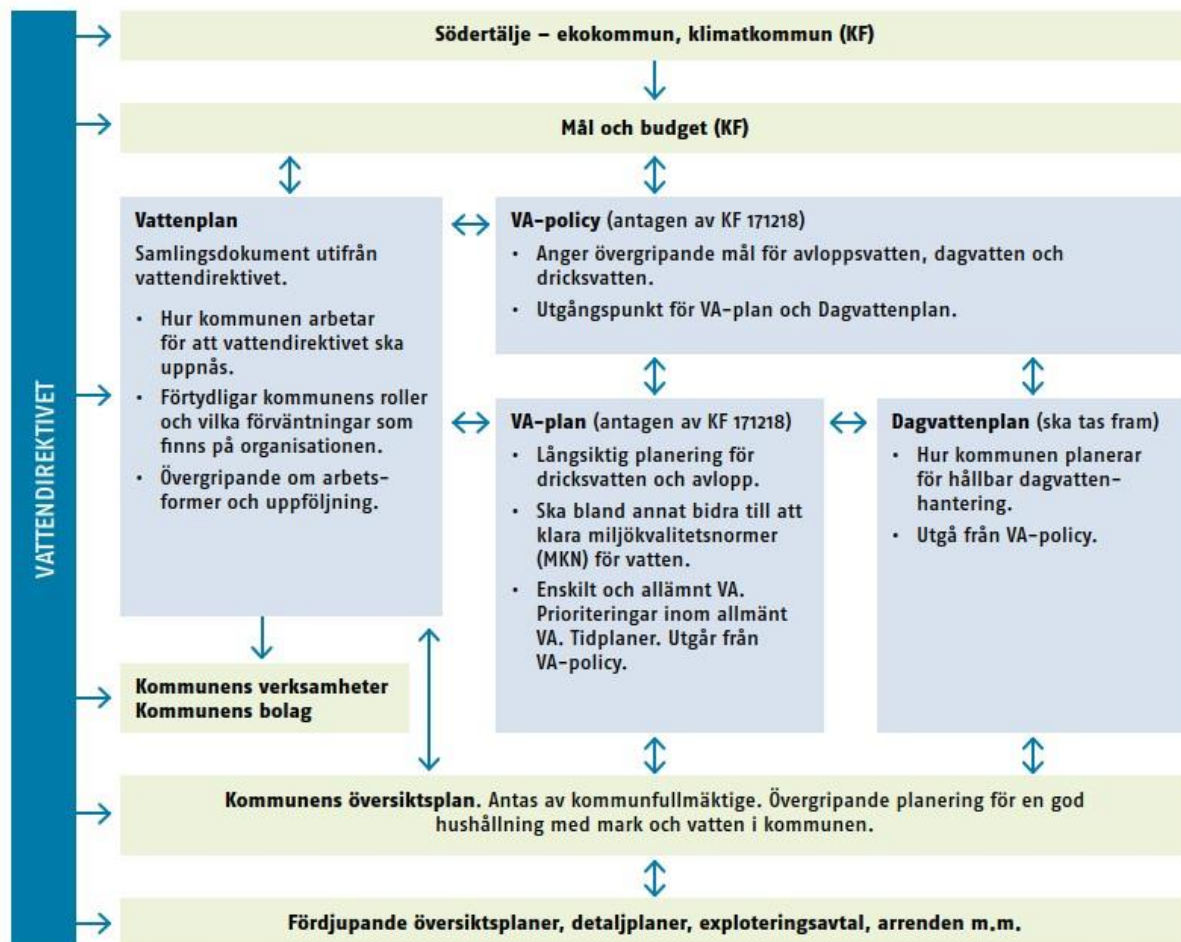 VATTENDIREKTIVET
Södertälje – ekokommun, klimatkommun (KF)
Mål och budget (KF)
Vattenplan
Samlingsdokument utifrån
vattendirektivet.
• Hur kommunen arbetar
för att vattendirektivet ska
uppnås.
• Förtydligar kommunens roller
och vilka förväntningar som
finns på organisationen.
• Övergripande om arbets-
former och uppföljning.
VA-policy (antagen av KF 171218)
• Anger övergripande mål för avloppsvatten, dagvatten och
dricksvatten.
• Utgångspunkt för VA-plan och Dagvattenplan.
VA-plan (antagen av KF 171218)
• Långsiktig planering för
dricksvatten och avlopp.
• Ska bland annat bidra till att
klara miljökvalitetsnormer
(MKN) för vatten.
• Enskilt och allämnt VA.
Prioriteringar inom allmänt
VA. Tidplaner. Utgår från
VA-policy.
Dagvattenplan (ska tas fram)
• Hur kommunen planerar
för hållbar dagvatten-
hantering.
• Utgå från VA-policy.
Kommunens verksamheter
Kommunens bolag
Kommunens översiktsplan. Antas av kommunfullmäktige. Övergripande planering för en god
hushållning med mark och vatten i kommunen.
Fördjupande översiktsplaner, detaljplaner, exploteringsavtal, arrenden m.m.